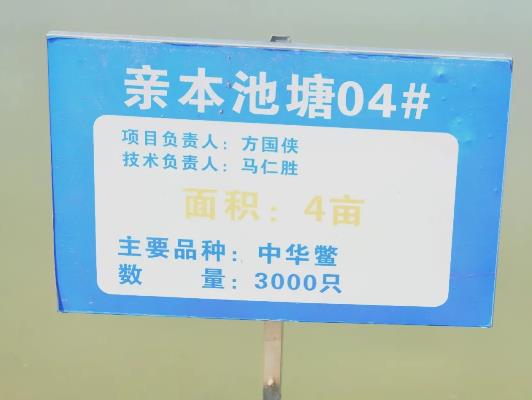 亲本池塘04#
项目负责人：方国侠
技术负责人：马仁胜
面积：4亩
主要品种：中华鳖
数　　量：3000只